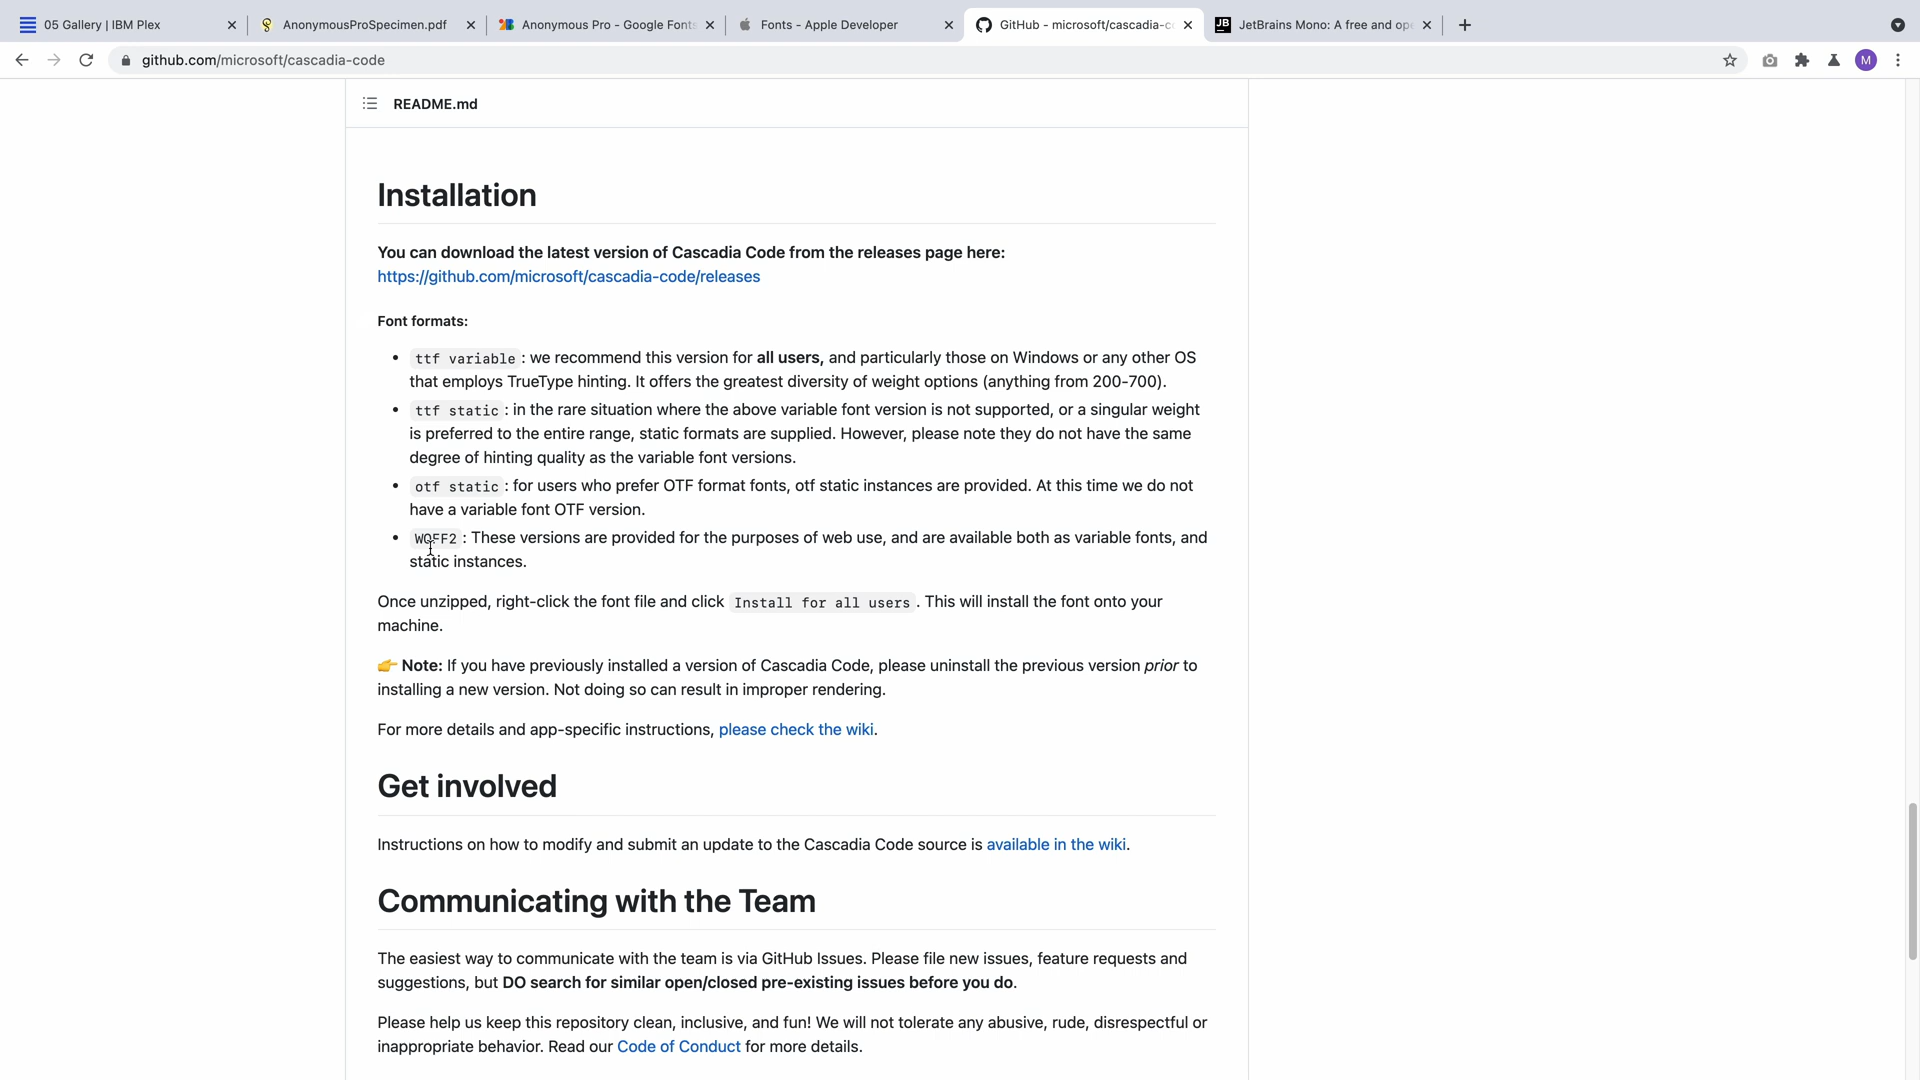 05 Gallery | IBM Plex
AnonymousProSpecimen.pdf
Anonymous Pro - Google Fonts
Fonts - Apple Developer
GitHub - microsoft/cascadia-c
JetBrains Mono: A free and ope
github.com/microsoft/cascadia-code
M
README.md
Installation
You can download the latest version of Cascadia Code from the releases page here:
https://github.com/microsoft/cascadia-code/releases
Font formats:
• ttf variable : we recommend this version for all users, and particularly those on Windows or any other OS
that employs TrueType hinting. It offers the greatest diversity of weight options (anything from 200-700).
• ttf static : in the rare situation where the above variable font version is not supported, or a singular weight
is preferred to the entire range, static formats are supplied. However, please note they do not have the same
degree of hinting quality as the variable font versions.
• otf static : for users who prefer OTF format fonts, otf static instances are provided. At this time we do not
have a variable font OTF version.
• WOFF2 : These versions are provided for the purposes of web use, and are available both as variable fonts, and
static instances.
Once unzipped, right-click the font file and click Install for all users . This will install the font onto your
machine.
👉 Note: If you have previously installed a version of Cascadia Code, please uninstall the previous version prior to
installing a new version. Not doing so can result in improper rendering.
For more details and app-specific instructions, please check the wiki.
Get involved
Instructions on how to modify and submit an update to the Cascadia Code source is available in the wiki.
Communicating with the Team
The easiest way to communicate with the team is via GitHub Issues. Please file new issues, feature requests and
suggestions, but DO search for similar open/closed pre-existing issues before you do.
Please help us keep this repository clean, inclusive, and fun! We will not tolerate any abusive, rude, disrespectful or
inappropriate behavior. Read our Code of Conduct for more details.